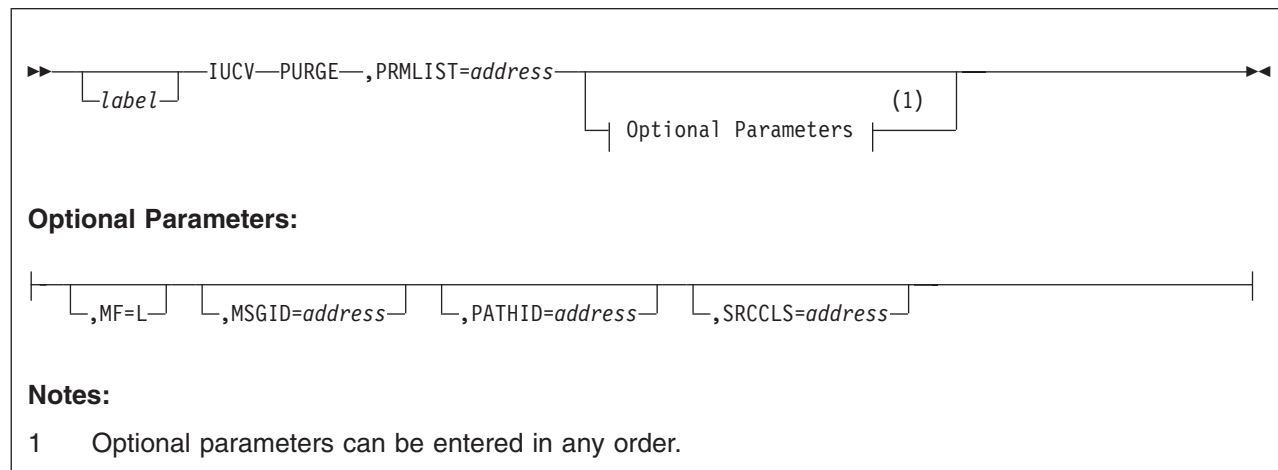 IUCV PURGE ,PRMLIST=address
label
(1)
Optional Parameters
Optional Parameters:
,MF=L ,MSGID=address ,PATHID=address ,SRCCLS=address
Notes:
1 Optional parameters can be entered in any order.